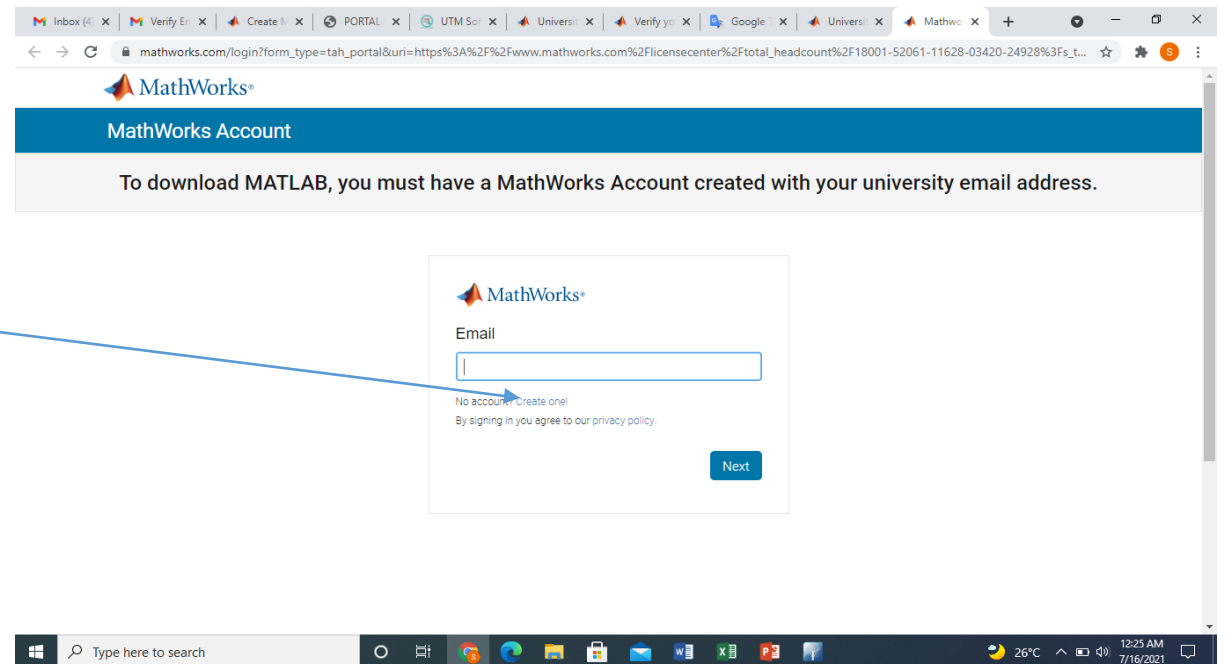 Inbox (4) Verify En Create M PORTAL UTM Sof Universit Verify yo Google T Universit Mathwo
mathworks.com/login?form_type=tah_portal&uri=https%3A%2F%2Fwww.mathworks.com%2Flicensecenter%2Ftotal_headcount%2F18001-52061-11628-03420-24928%3Fs_t... S
MathWorks®
MathWorks Account
To download MATLAB, you must have a MathWorks Account created with your university email address.
MathWorks®
Email
No account? Create one!
By signing in you agree to our privacy policy.
Next
Type here to search
26°C
12:25 AM
7/16/2021